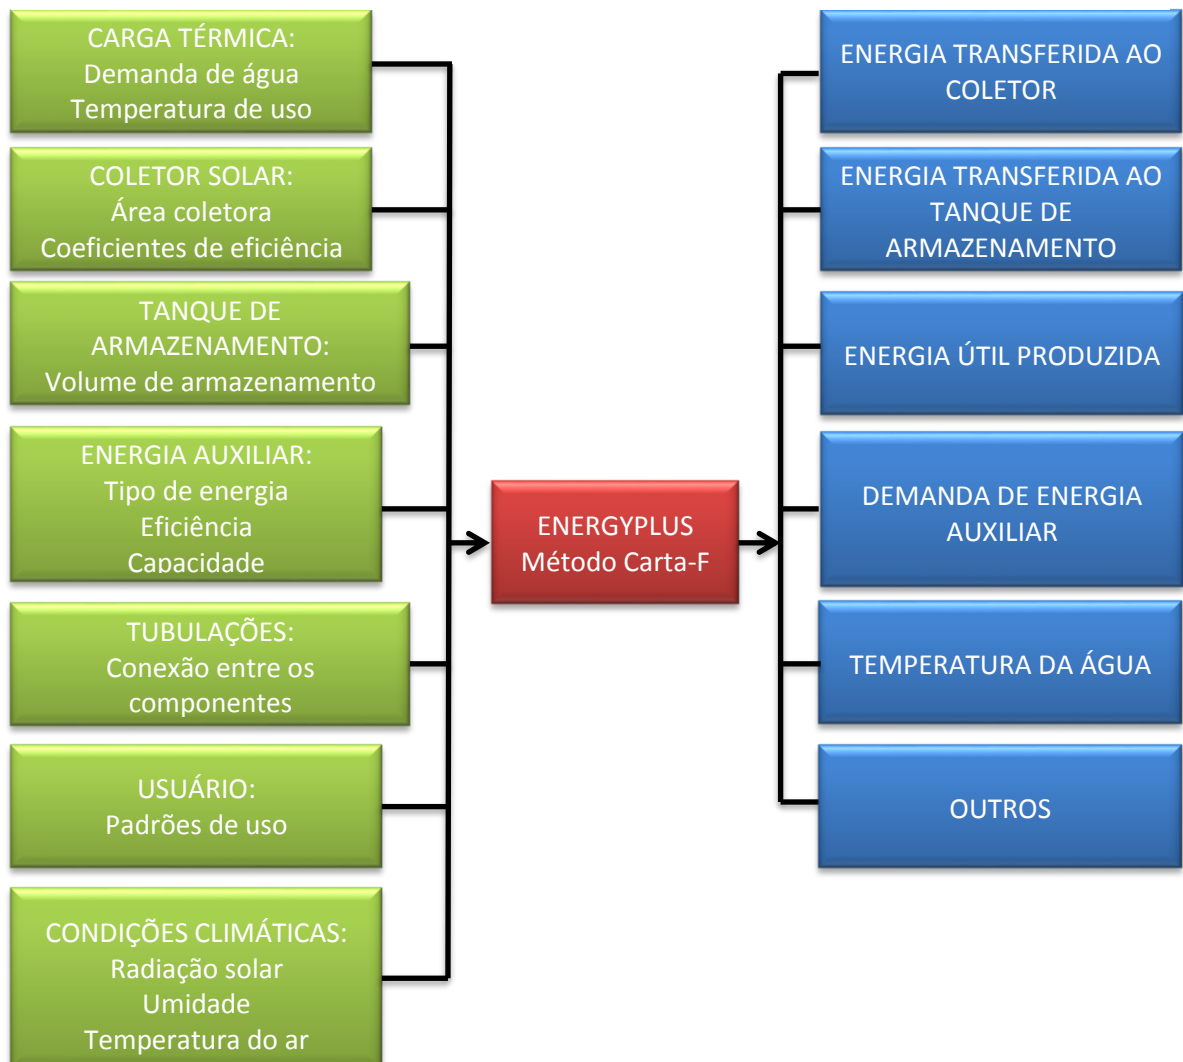 CARGA TÉRMICA:
Demanda de água
Temperatura de uso
COLETOR SOLAR:
Área coletora
Coeficientes de eficiência
TANQUE DE
ARMAZENAMENTO:
Volume de armazenamento
ENERGIA AUXILIAR:
Tipo de energia
Eficiência
Capacidade
TUBULAÇÕES:
Conexão entre os
componentes
USUÁRIO:
Padrões de uso
CONDIÇÕES CLIMÁTICAS:
Radiação solar
Umidade
Temperatura do ar
ENERGYPLUS
Método Carta-F
ENERGIA TRANSFERIDA AO
COLETOR
ENERGIA TRANSFERIDA AO
TANQUE DE
ARMAZENAMENTO
ENERGIA ÚTIL PRODUZIDA
DEMANDA DE ENERGIA
AUXILIAR
TEMPERATURA DA ÁGUA
OUTROS